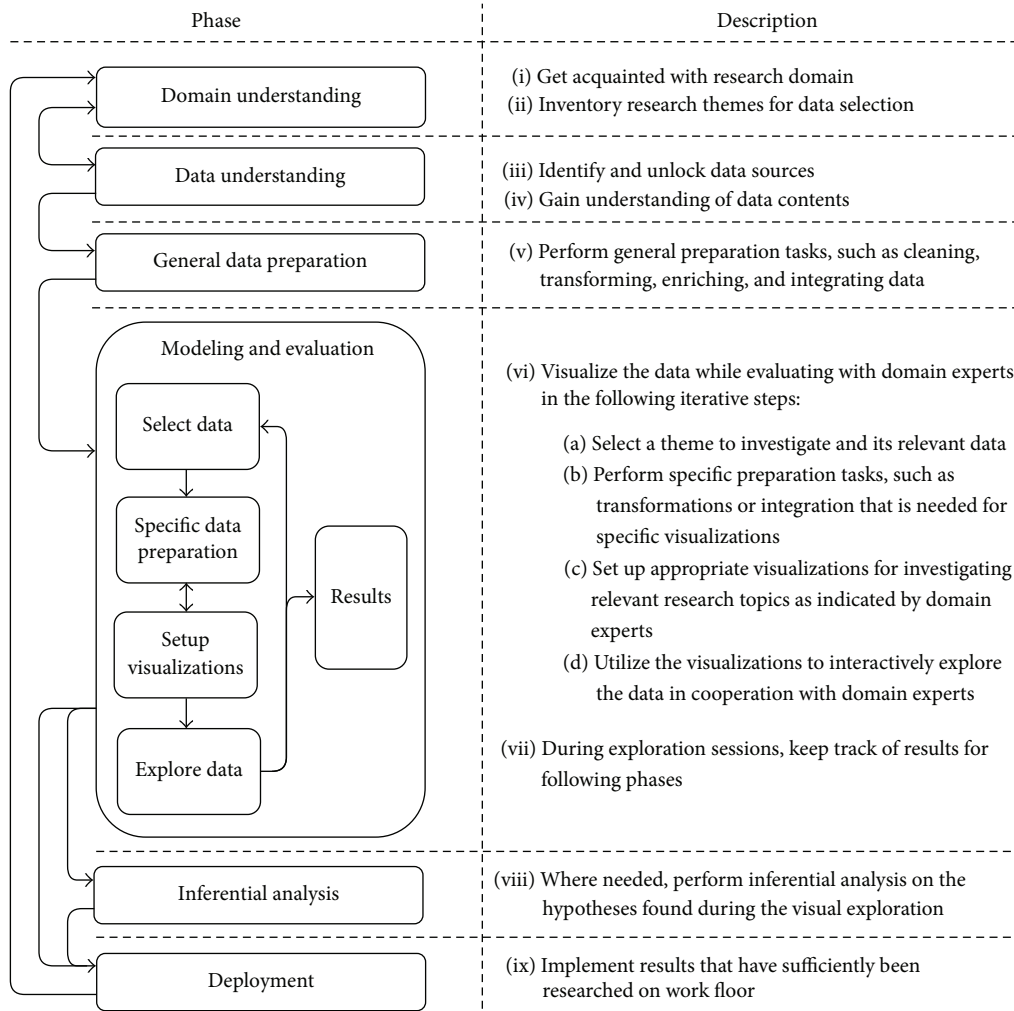 Phase
Description
Domain understanding
(i) Get acquainted with research domain
(ii) Inventory research themes for data selection
Data understanding
(iii) Identify and unlock data sources
(iv) Gain understanding of data contents
General data preparation
(v) Perform general preparation tasks, such as cleaning,
transforming, enriching, and integrating data
Modeling and evaluation
Select data
Specific data
preparation
Setup
visualizations
Explore data
Results
(vi) Visualize the data while evaluating with domain experts
in the following iterative steps:
(a) Select a theme to investigate and its relevant data
(b) Perform specific preparation tasks, such as
transformations or integration that is needed for
specific visualizations
(c) Set up appropriate visualizations for investigating
relevant research topics as indicated by domain
experts
(d) Utilize the visualizations to interactively explore
the data in cooperation with domain experts
(vii) During exploration sessions, keep track of results for
following phases
Inferential analysis
(viii) Where needed, perform inferential analysis on the
hypotheses found during the visual exploration
Deployment
(ix) Implement results that have sufficiently been
researched on work floor